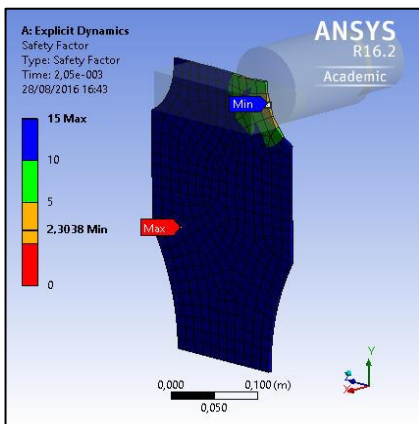 A: Explicit Dynamics
Safety Factor
Type: Safety Factor
Time: 2,05e-003
28/08/2016 16:43
ANSYS
R16.2
Academic
15 Max
10
5
2,3038 Min
0
Min
Max
0,000
0,100 (m)
0,050
Y
X